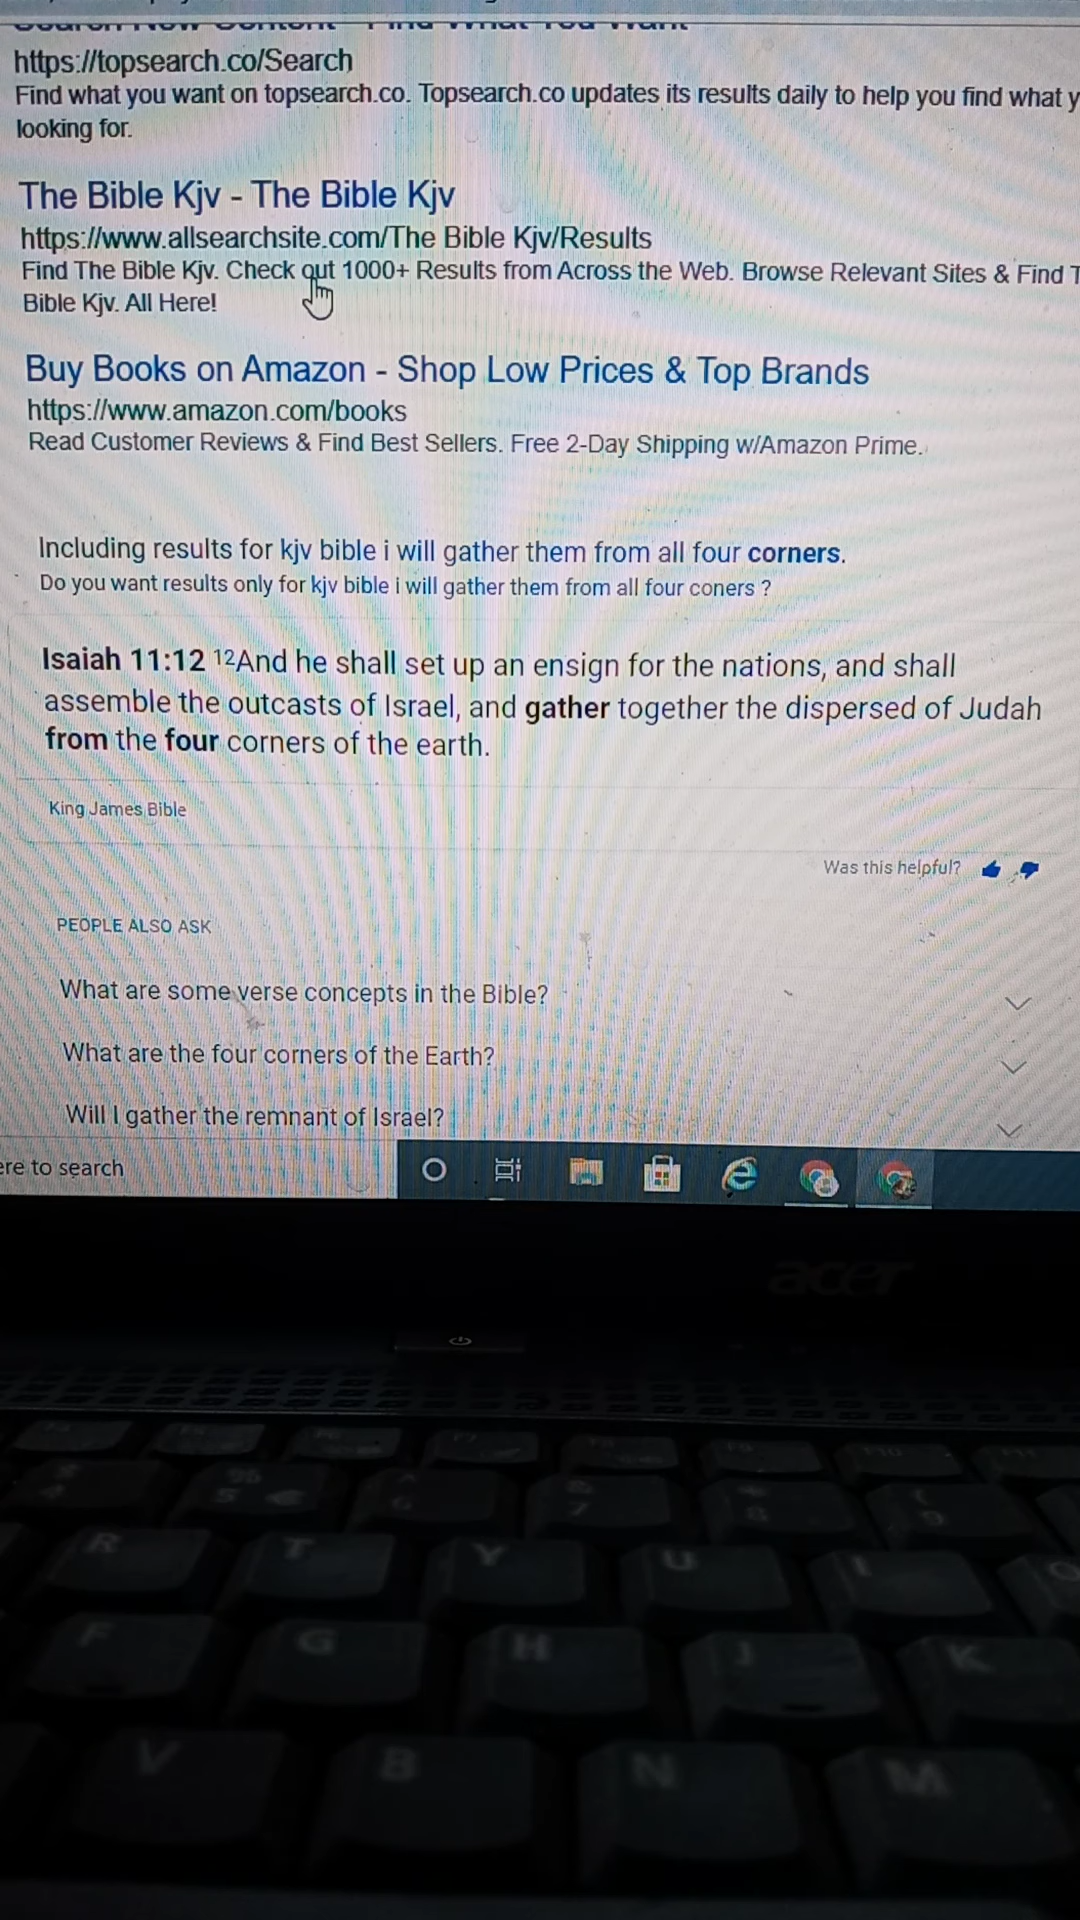 https://topsearch.co/Search
Find what you want on topsearch.co. Topsearch.co updates its results daily to help you find what y
looking for.
The Bible Kjv - The Bible Kjv
https://www.allsearchsite.com/The Bible Kjv/Results
Find The Bible Kjv. Check out 1000+ Results from Across the Web. Browse Relevant Sites & Find T
Bible Kjv. All Here!
Buy Books on Amazon - Shop Low Prices & Top Brands
https://www.amazon.com/books
Read Customer Reviews & Find Best Sellers. Free 2-Day Shipping w/Amazon Prime.
Including results for kjv bible i will gather them from all four corners.
Do you want results only for kjv bible i will gather them from all four coners ?
Isaiah 11:12 12And he shall set up an ensign for the nations, and shall
assemble the outcasts of Israel, and gather together the dispersed of Judah
from the four corners of the earth.
King James Bible
Was this helpful?
PEOPLE ALSO ASK
What are some verse concepts in the Bible?
What are the four corners of the Earth?
Will I gather the remnant of Israel?
ere to search
acer
R T Y U I O
F G H J K
V B N M